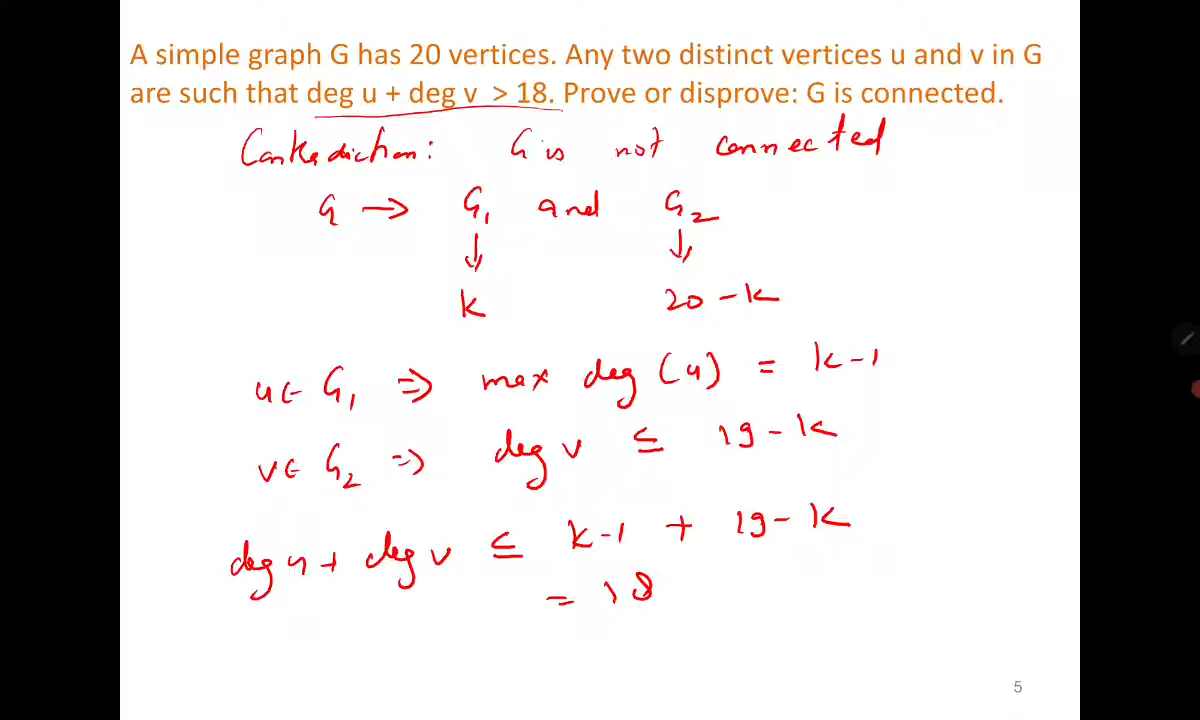 A simple graph G has 20 vertices. Any two distinct vertices u and v in G
are such that deg u + deg v > 18. Prove or disprove: G is connected.
Contradiction: G is not connected
G → G₁ and G₂
↓ ↓
k 20 - k
u ∈ G₁ ⇒ max deg (u) = k - 1
v ∈ G₂ ⇒ deg v ≤ 19 - k
deg u + deg v ≤ k - 1 + 19 - k
= 18
5